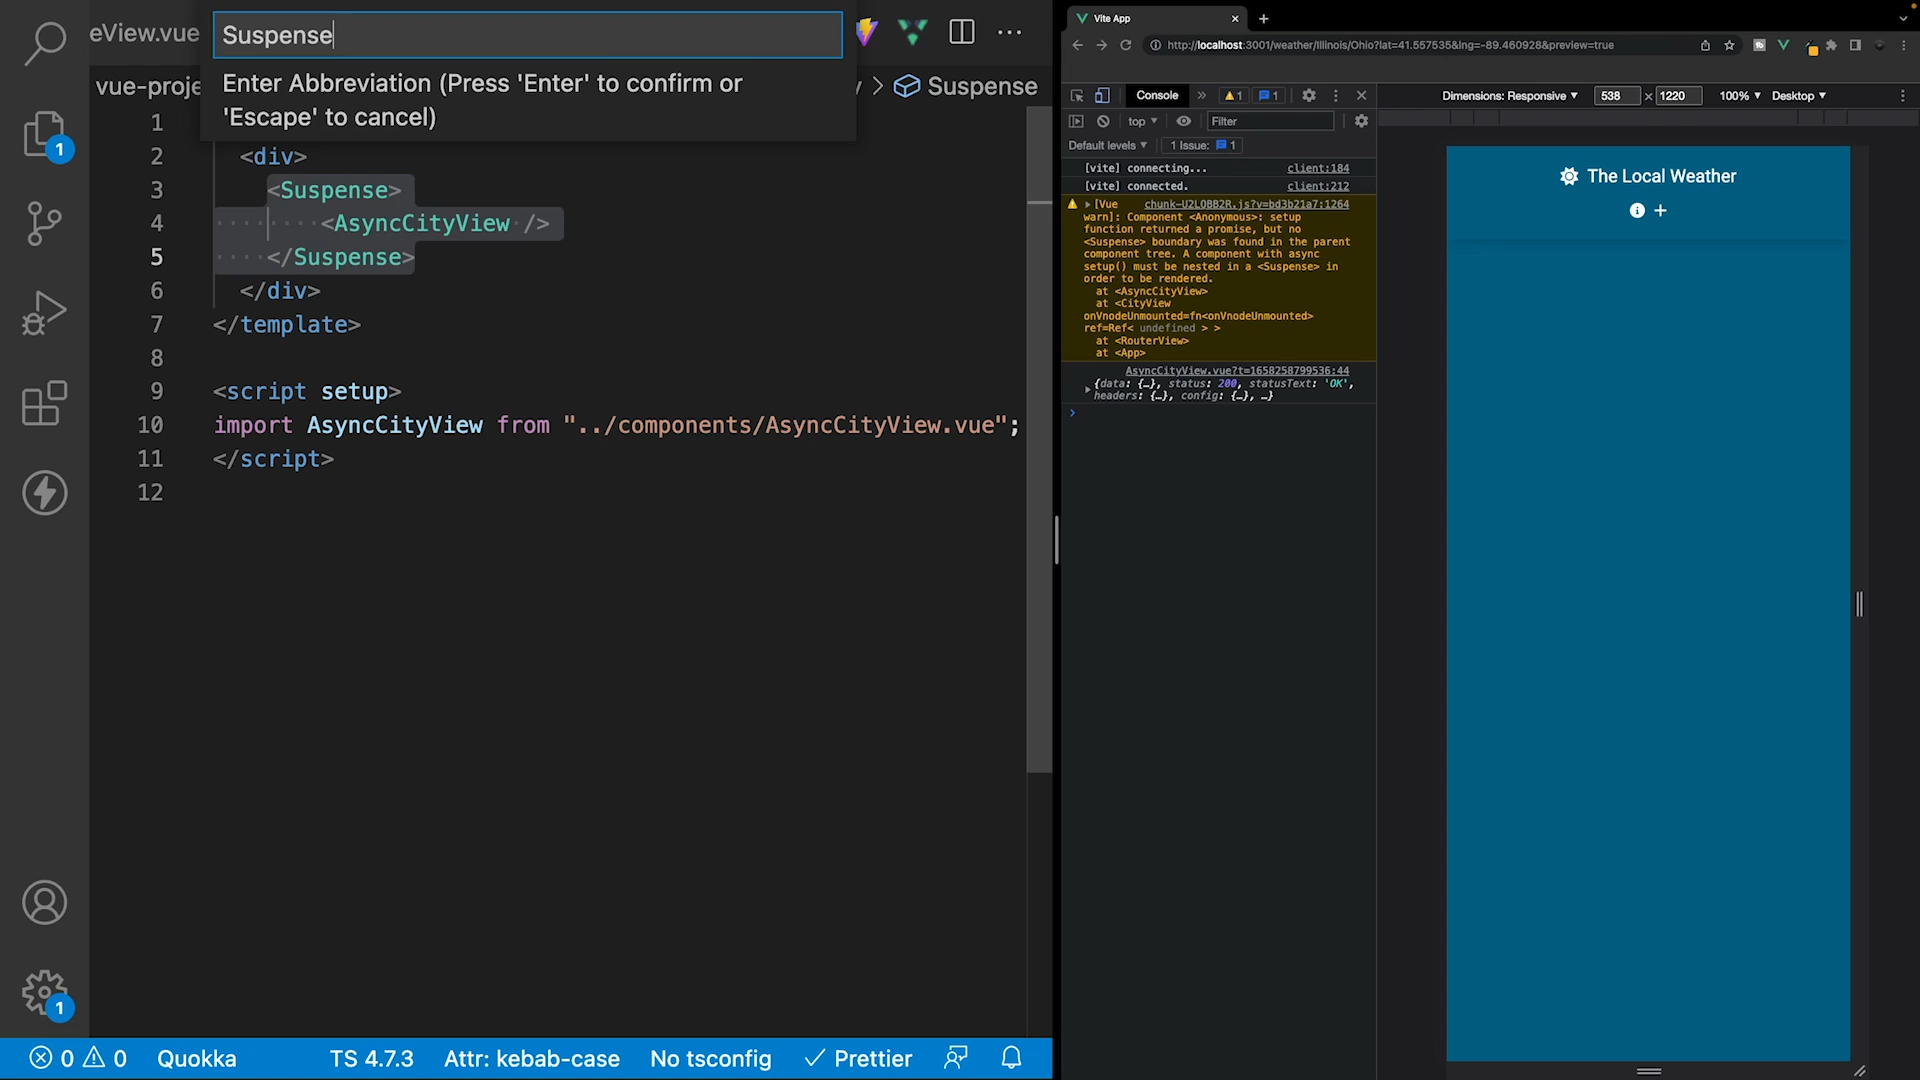 eView.vue
Suspense
Enter Abbreviation (Press 'Enter' to confirm or
'Escape' to cancel)
vue-proje
y > Suspense
1
2 <div>
3 <Suspense>
4 <AsyncCityView />
5 </Suspense>
6 </div>
7 </template>
8
9 <script setup>
10 import AsyncCityView from "../components/AsyncCityView.vue";
11 </script>
12
1
1
0 0 Quokka TS 4.7.3 Attr: kebab-case No tsconfig Prettier
Vite App
http://localhost:3001/weather/Illinois/Ohio?lat=41.557535&lng=-89.460928&preview=true
Console » 1 1
Dimensions: Responsive 538 × 1220 100% Desktop
top Filter
Default levels 1 Issue: 1
[vite] connecting... client:184
[vite] connected. client:212
[Vue chunk-U2LOBB2R.js?v=bd3b21a7:1264
warn]: Component <Anonymous>: setup
function returned a promise, but no
<Suspense> boundary was found in the parent
component tree. A component with async
setup() must be nested in a <Suspense> in
order to be rendered.
at <AsyncCityView>
at <CityView
onVnodeUnmounted=fn<onVnodeUnmounted>
ref=Ref< undefined > >
at <RouterView>
at <App>
AsyncCityView.vue?t=1658258799536:44
{data: {…}, status: 200, statusText: 'OK',
headers: {…}, config: {…}, …}
The Local Weather